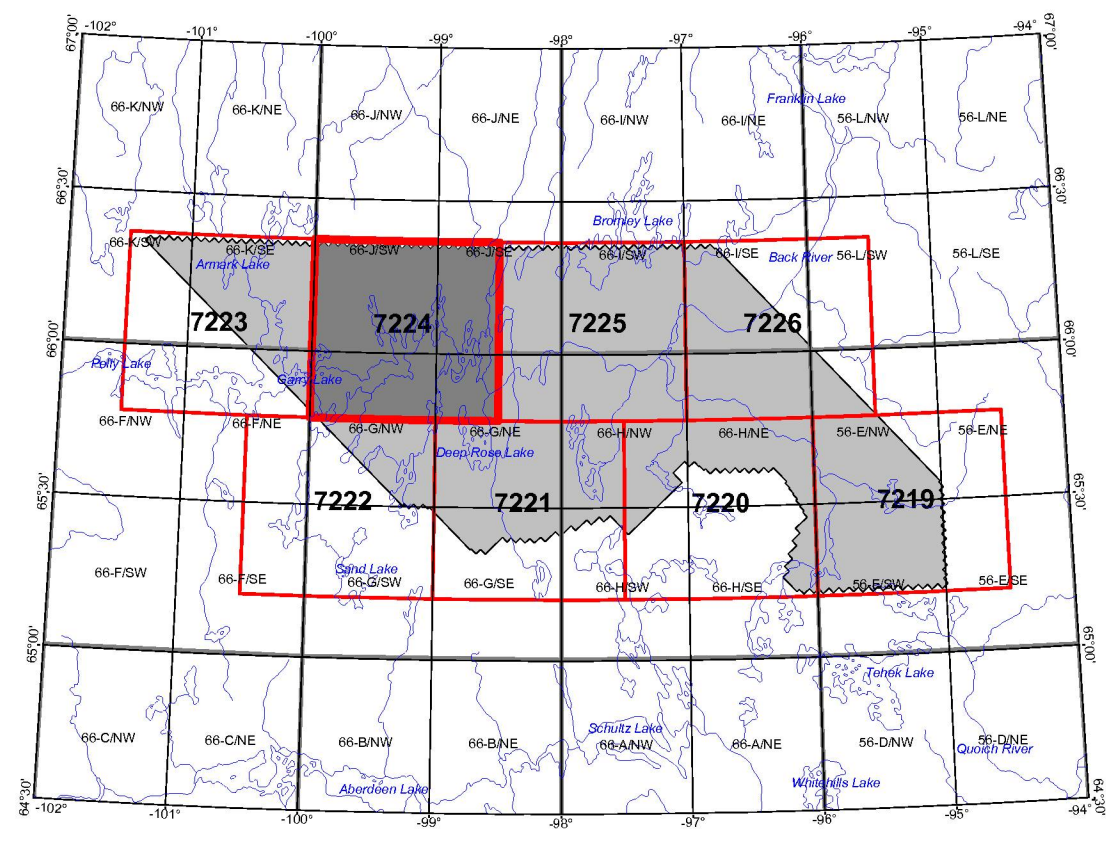 -102° -101° -100° -99° -98° -97° -96° -95° -94°
67°00' 67°00'
Franklin Lake
66-K/NW 66-K/NE 66-J/NW 66-J/NE 66-I/NW 66-I/NE 56-L/NW 56-L/NE
66°30' 66°30'
Bromley Lake
66-K/SW 66-K/SE 66-J/SW 66-J/SE 66-I/SW 66-I/SE 56-L/SW 56-L/SE
Armark Lake Back River
7223 7224 7225 7226
66°00' 66°00'
Pelly Lake Garry Lake
66-F/NW 66-F/NE 66-G/NW 66-G/NE 66-H/NW 66-H/NE 56-E/NW 56-E/NE
Deep Rose Lake
65°30' 65°30'
7222 7221 7220 7219
Sand Lake
66-F/SW 66-F/SE 66-G/SW 66-G/SE 66-H/SW 66-H/SE 56-E/SW 56-E/SE
65°00' 65°00'
Tehek Lake
Schultz Lake
66-C/NW 66-C/NE 66-B/NW 66-B/NE 66-A/NW 66-A/NE 56-D/NW 56-D/NE
Quoich River
Aberdeen Lake Whitehills Lake
64°30' 64°30'
-102° -101° -100° -99° -98° -97° -96° -95° -94°